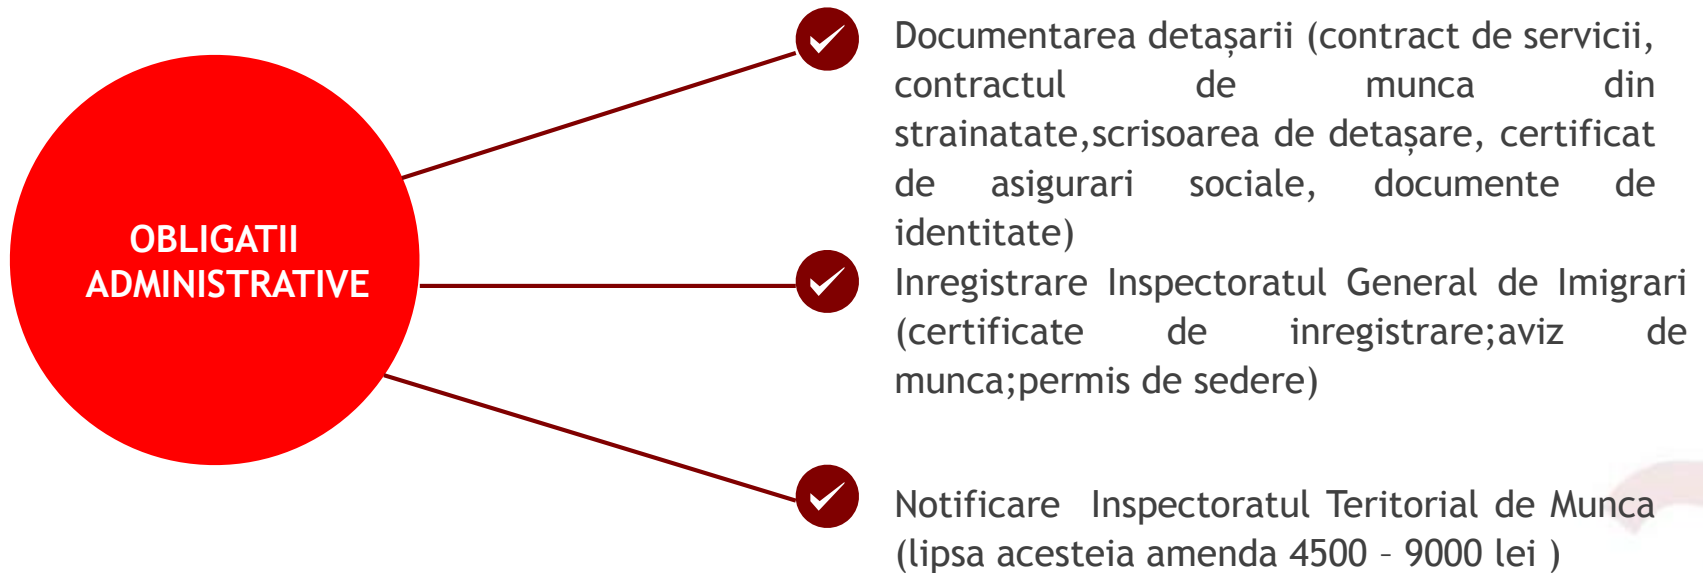 OBLIGATII
ADMINISTRATIVE
Documentarea detașarii (contract de servicii,
contractul de munca din
strainatate,scrisoarea de detașare, certificat
de asigurari sociale, documente de
identitate)
Inregistrare Inspectoratul General de Imigrari
(certificate de inregistrare;aviz de
munca;permis de sedere)
Notificare Inspectoratul Teritorial de Munca
(lipsa acesteia amenda 4500 – 9000 lei )